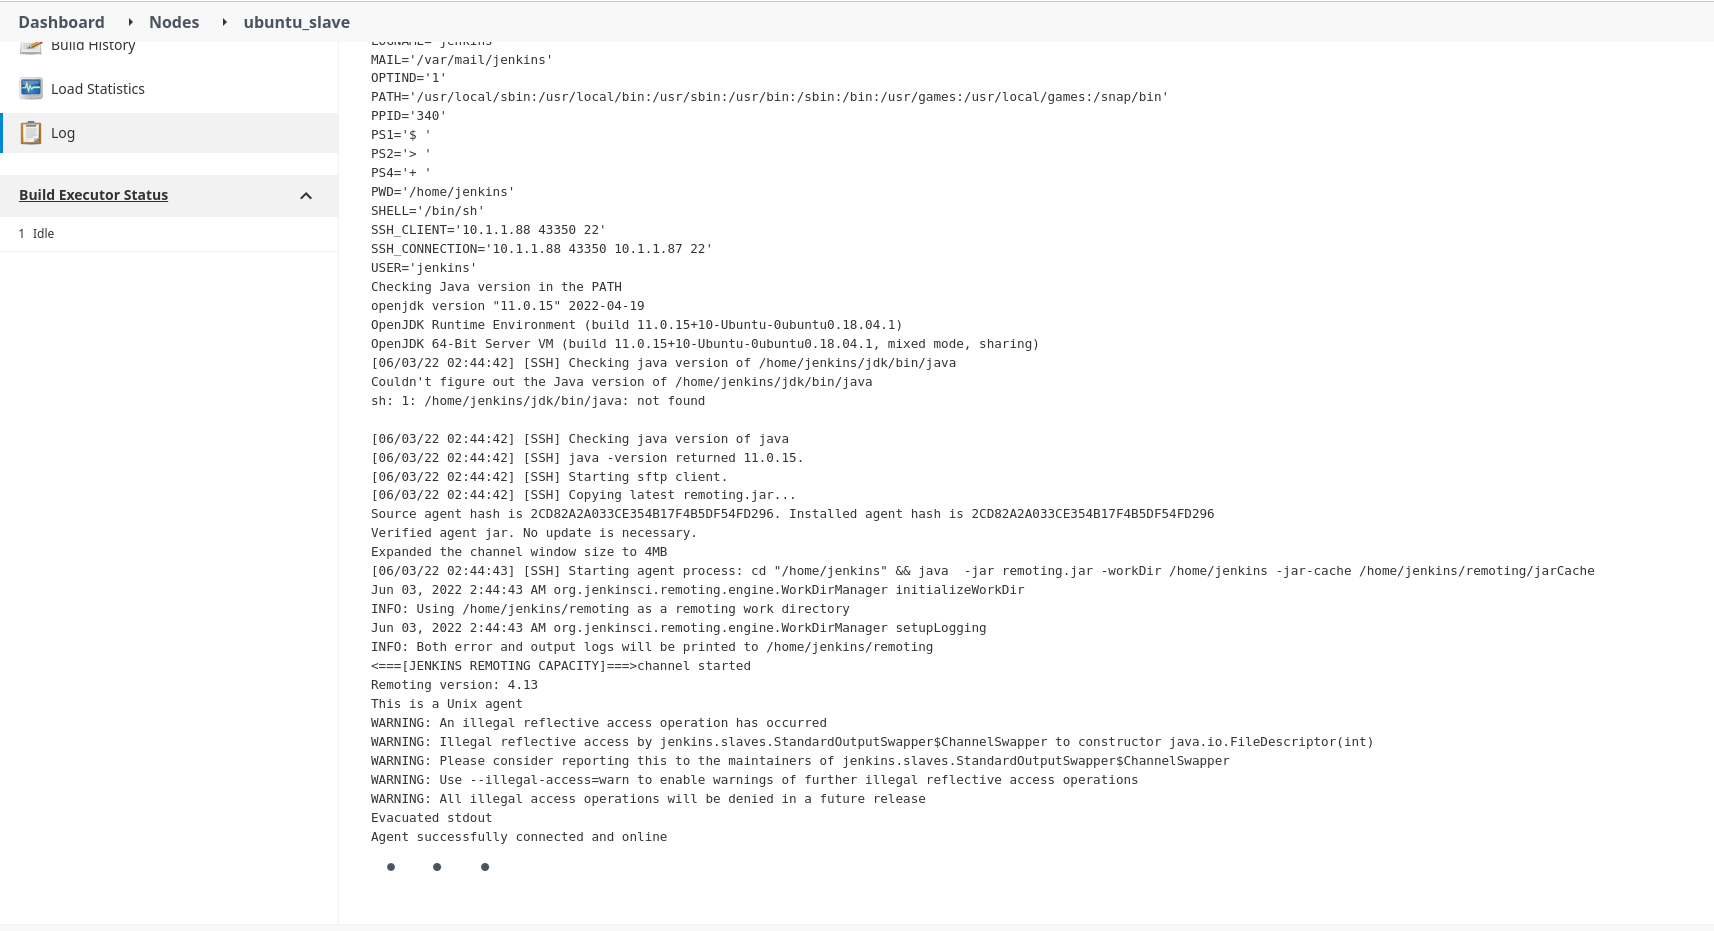 Dashboard
Nodes
ubuntu_slave
Build History
Load Statistics
Log
Build Executor Status
1 Idle
LOGNAME='jenkins'
MAIL='/var/mail/jenkins'
OPTIND='1'
PATH='/usr/local/sbin:/usr/local/bin:/usr/sbin:/usr/bin:/sbin:/bin:/usr/games:/usr/local/games:/snap/bin'
PPID='340'
PS1='$ '
PS2='> '
PS4='+ '
PWD='/home/jenkins'
SHELL='/bin/sh'
SSH_CLIENT='10.1.1.88 43350 22'
SSH_CONNECTION='10.1.1.88 43350 10.1.1.87 22'
USER='jenkins'
Checking Java version in the PATH
openjdk version "11.0.15" 2022-04-19
OpenJDK Runtime Environment (build 11.0.15+10-Ubuntu-0ubuntu0.18.04.1)
OpenJDK 64-Bit Server VM (build 11.0.15+10-Ubuntu-0ubuntu0.18.04.1, mixed mode, sharing)
[06/03/22 02:44:42] [SSH] Checking java version of /home/jenkins/jdk/bin/java
Couldn't figure out the Java version of /home/jenkins/jdk/bin/java
sh: 1: /home/jenkins/jdk/bin/java: not found
[06/03/22 02:44:42] [SSH] Checking java version of java
[06/03/22 02:44:42] [SSH] java -version returned 11.0.15.
[06/03/22 02:44:42] [SSH] Starting sftp client.
[06/03/22 02:44:42] [SSH] Copying latest remoting.jar...
Source agent hash is 2CD82A2A033CE354B17F4B5DF54FD296. Installed agent hash is 2CD82A2A033CE354B17F4B5DF54FD296
Verified agent jar. No update is necessary.
Expanded the channel window size to 4MB
[06/03/22 02:44:43] [SSH] Starting agent process: cd "/home/jenkins" && java  -jar remoting.jar -workDir /home/jenkins -jar-cache /home/jenkins/remoting/jarCache
Jun 03, 2022 2:44:43 AM org.jenkinsci.remoting.engine.WorkDirManager initializeWorkDir
INFO: Using /home/jenkins/remoting as a remoting work directory
Jun 03, 2022 2:44:43 AM org.jenkinsci.remoting.engine.WorkDirManager setupLogging
INFO: Both error and output logs will be printed to /home/jenkins/remoting
<===[JENKINS REMOTING CAPACITY]===>channel started
Remoting version: 4.13
This is a Unix agent
WARNING: An illegal reflective access operation has occurred
WARNING: Illegal reflective access by jenkins.slaves.StandardOutputSwapper$ChannelSwapper to constructor java.io.FileDescriptor(int)
WARNING: Please consider reporting this to the maintainers of jenkins.slaves.StandardOutputSwapper$ChannelSwapper
WARNING: Use --illegal-access=warn to enable warnings of further illegal reflective access operations
WARNING: All illegal access operations will be denied in a future release
Evacuated stdout
Agent successfully connected and online